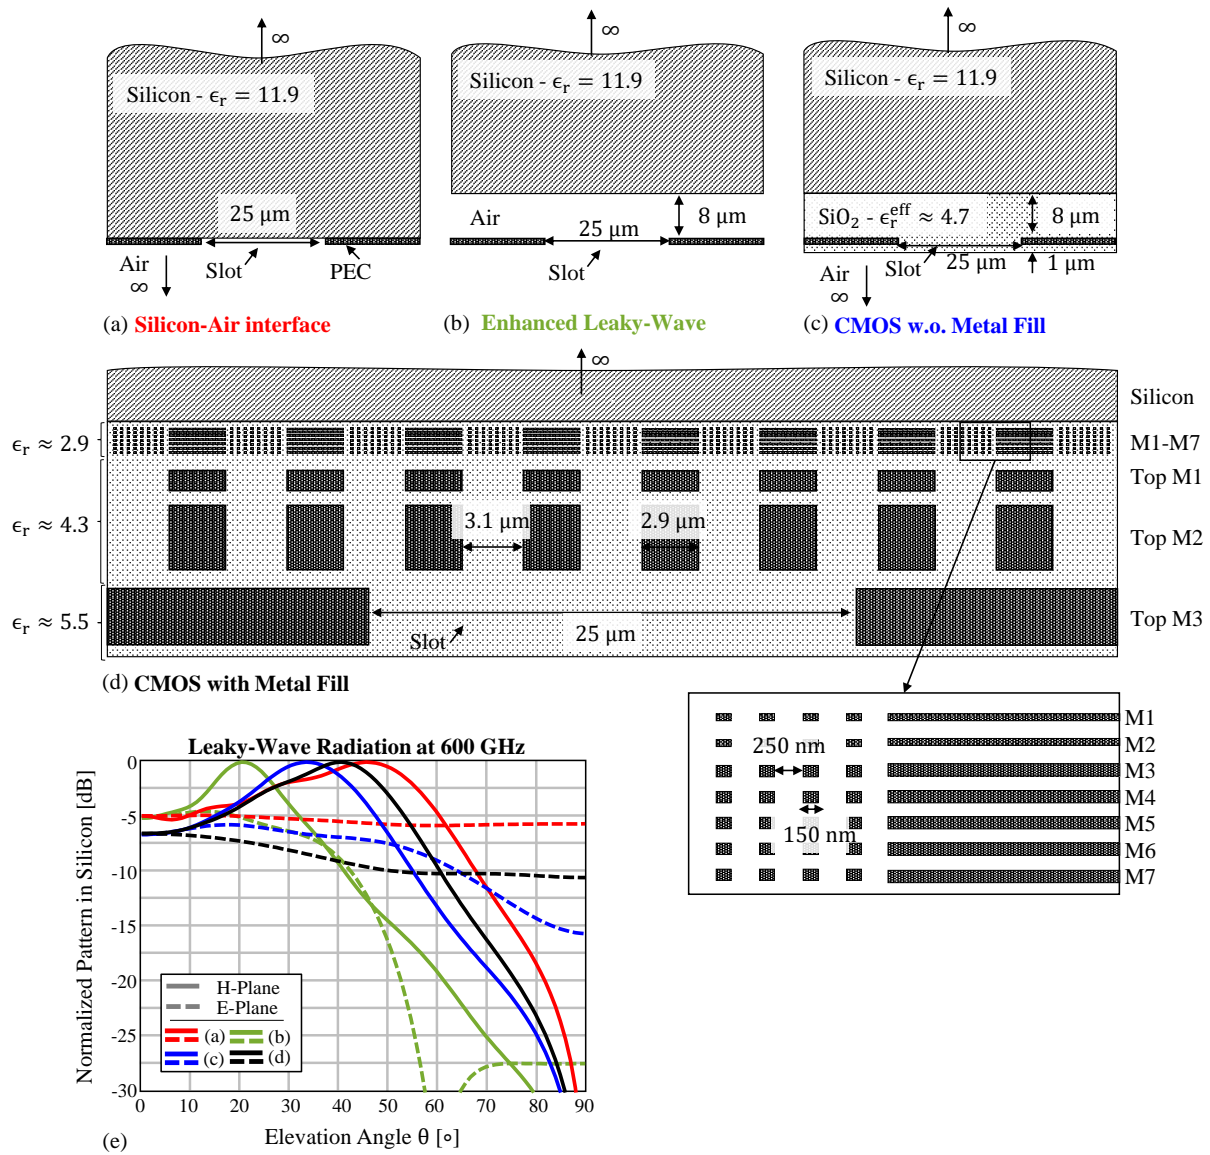 ∞
Silicon - ϵr = 11.9
25 μm
Air
∞
Slot
PEC
(a) Silicon-Air interface
∞
Silicon - ϵr = 11.9
Air
8 μm
25 μm
Slot
(b) Enhanced Leaky-Wave
∞
Silicon - ϵr = 11.9
SiO2 - ϵr^eff ≈ 4.7
8 μm
Air
∞
Slot
25 μm
1 μm
(c) CMOS w.o. Metal Fill
∞
Silicon
ϵr ≈ 2.9
M1-M7
Top M1
ϵr ≈ 4.3
3.1 μm
2.9 μm
Top M2
ϵr ≈ 5.5
Slot
25 μm
Top M3
(d) CMOS with Metal Fill
M1
M2
250 nm
M3
M4
150 nm
M5
M6
M7
Leaky-Wave Radiation at 600 GHz
Normalized Pattern in Silicon [dB]
0
-5
-10
-15
-20
-25
-30
H-Plane
E-Plane
(a) (b)
(c) (d)
0 10 20 30 40 50 60 70 80 90
Elevation Angle θ [∘]
(e)